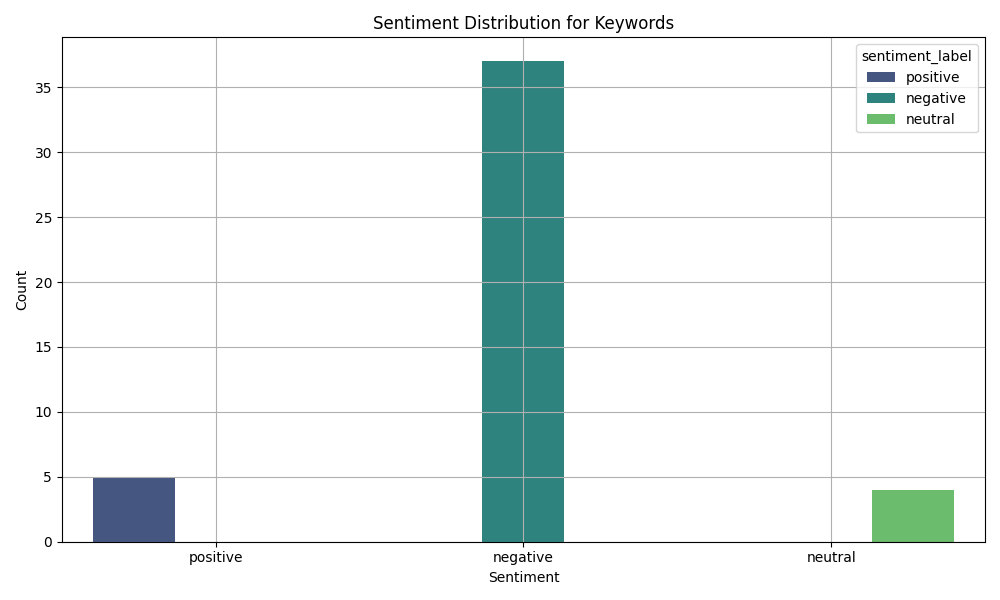 Sentiment Distribution for Keywords
sentiment_label
positive
negative
neutral
Count
35
30
25
20
15
10
5
0
positive
negative
neutral
Sentiment